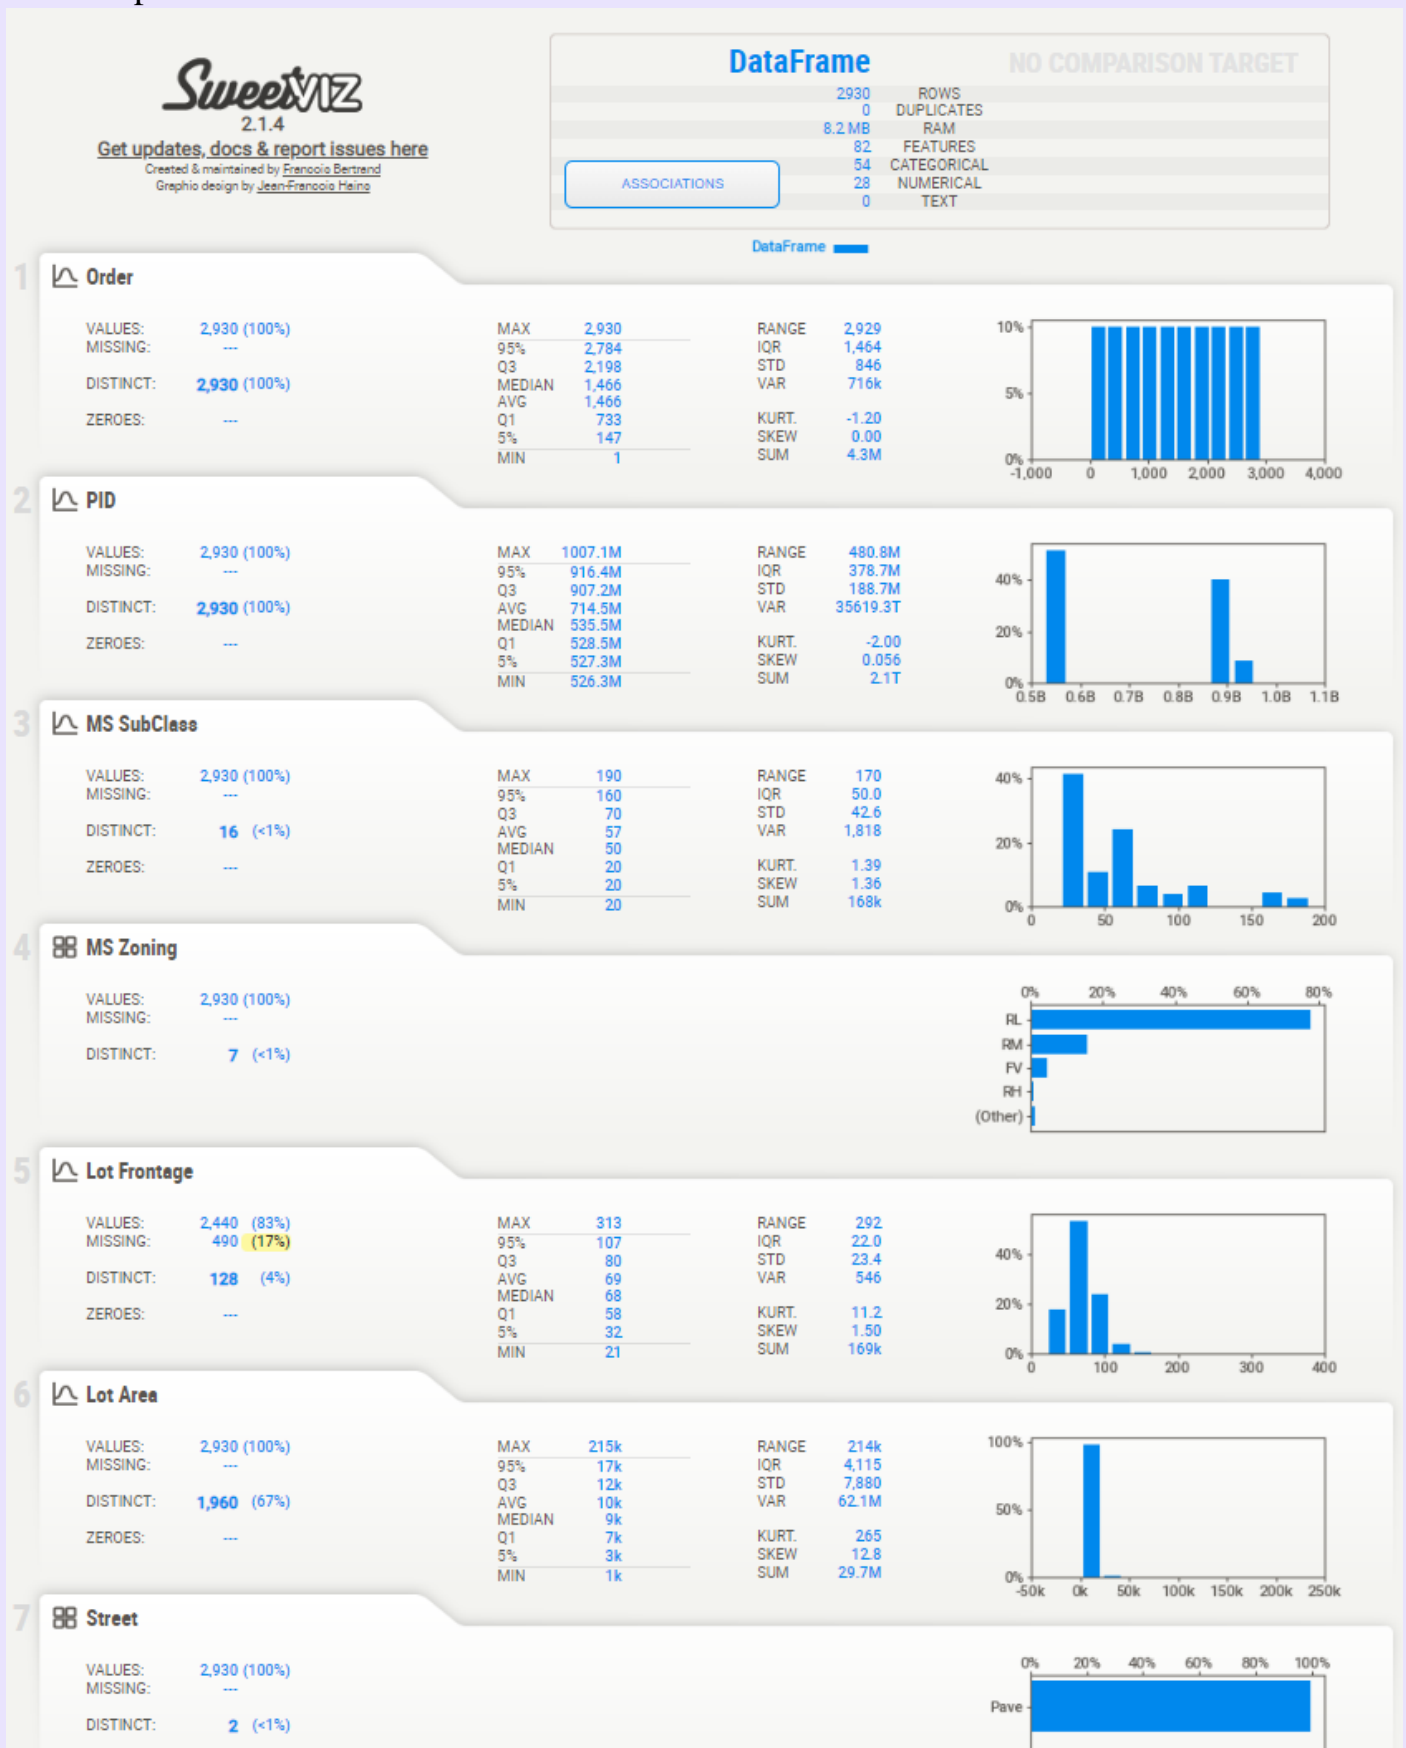 SweetVIZ
2.1.4
Get updates, docs & report issues here
Created & maintained by Francois Bertrand
Graphic design by Jean-Francois Hains
DataFrame NO COMPARISON TARGET
2930 ROWS
0 DUPLICATES
8.2 MB RAM
82 FEATURES
54 CATEGORICAL
28 NUMERICAL
0 TEXT
ASSOCIATIONS
DataFrame
1 Order
VALUES: 2,930 (100%)
MISSING: ---
DISTINCT: 2,930 (100%)
ZEROES: ---
MAX 2,930
95% 2,784
Q3 2,198
MEDIAN 1,466
AVG 1,466
Q1 733
5% 147
MIN 1
RANGE 2,929
IQR 1,464
STD 846
VAR 716k
KURT. -1.20
SKEW 0.00
SUM 4.3M
10%
5%
0%
-1,000 0 1,000 2,000 3,000 4,000
2 PID
VALUES: 2,930 (100%)
MISSING: ---
DISTINCT: 2,930 (100%)
ZEROES: ---
MAX 1007.1M
95% 916.4M
Q3 907.2M
AVG 714.5M
MEDIAN 535.5M
Q1 528.5M
5% 527.3M
MIN 526.3M
RANGE 480.8M
IQR 378.7M
STD 188.7M
VAR 35619.3T
KURT. -2.00
SKEW 0.056
SUM 2.1T
40%
20%
0%
0.5B 0.6B 0.7B 0.8B 0.9B 1.0B 1.1B
3 MS SubClass
VALUES: 2,930 (100%)
MISSING: ---
DISTINCT: 16 (<1%)
ZEROES: ---
MAX 190
95% 160
Q3 70
AVG 57
MEDIAN 50
Q1 20
5% 20
MIN 20
RANGE 170
IQR 50.0
STD 42.6
VAR 1,818
KURT. 1.39
SKEW 1.36
SUM 168k
40%
20%
0%
0 50 100 150 200
4 MS Zoning
VALUES: 2,930 (100%)
MISSING: ---
DISTINCT: 7 (<1%)
0% 20% 40% 60% 80%
RL
RM
FV
RH
(Other)
5 Lot Frontage
VALUES: 2,440 (83%)
MISSING: 490 (17%)
DISTINCT: 128 (4%)
ZEROES: ---
MAX 313
95% 107
Q3 80
AVG 69
MEDIAN 68
Q1 58
5% 32
MIN 21
RANGE 292
IQR 22.0
STD 23.4
VAR 546
KURT. 11.2
SKEW 1.50
SUM 169k
40%
20%
0%
0 100 200 300 400
6 Lot Area
VALUES: 2,930 (100%)
MISSING: ---
DISTINCT: 1,960 (67%)
ZEROES: ---
MAX 215k
95% 17k
Q3 12k
AVG 10k
MEDIAN 9k
Q1 7k
5% 3k
MIN 1k
RANGE 214k
IQR 4,115
STD 7,880
VAR 62.1M
KURT. 265
SKEW 12.8
SUM 29.7M
100%
50%
0%
-50k 0k 50k 100k 150k 200k 250k
7 Street
VALUES: 2,930 (100%)
MISSING: ---
DISTINCT: 2 (<1%)
0% 20% 40% 60% 80% 100%
Pave